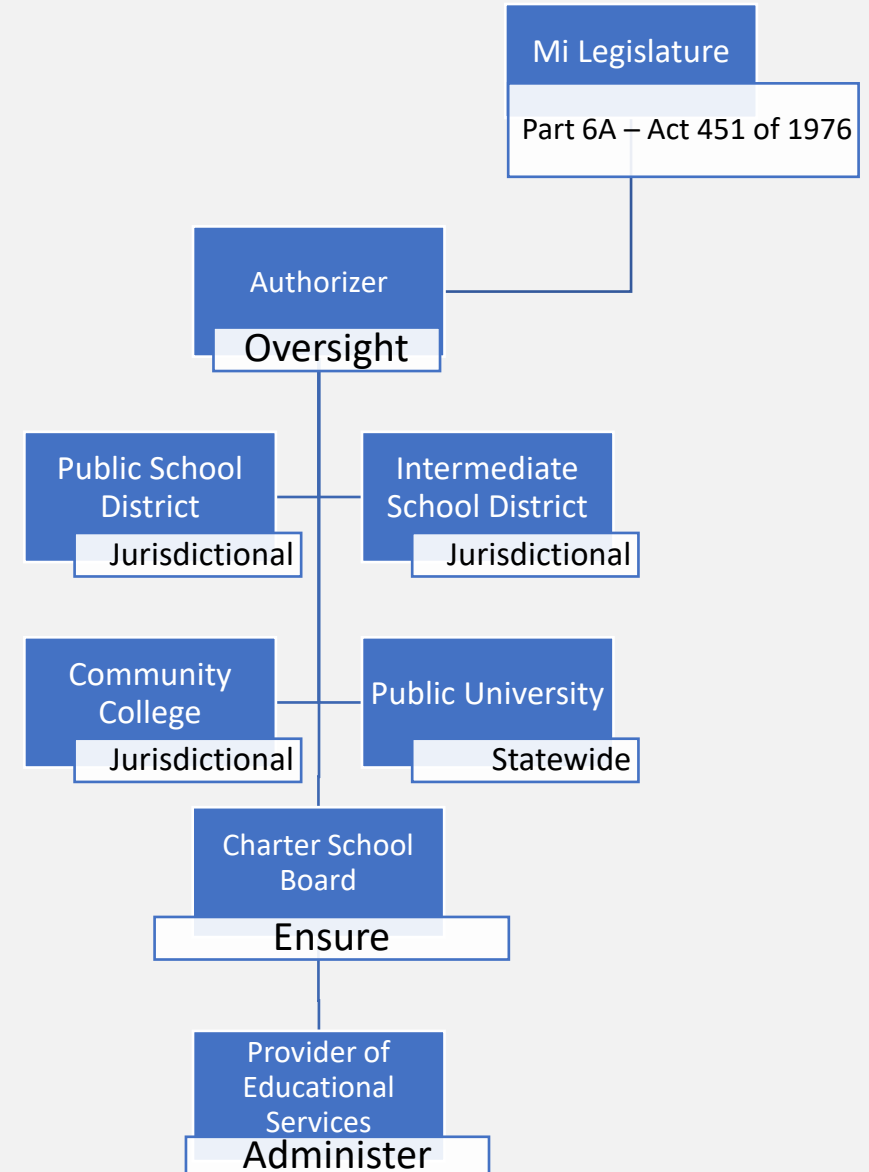 Mi Legislature
Part 6A – Act 451 of 1976
Authorizer
Oversight
Public School
District
Jurisdictional
Intermediate
School District
Jurisdictional
Community
College
Jurisdictional
Public University
Statewide
Charter School
Board
Ensure
Provider of
Educational
Services
Administer